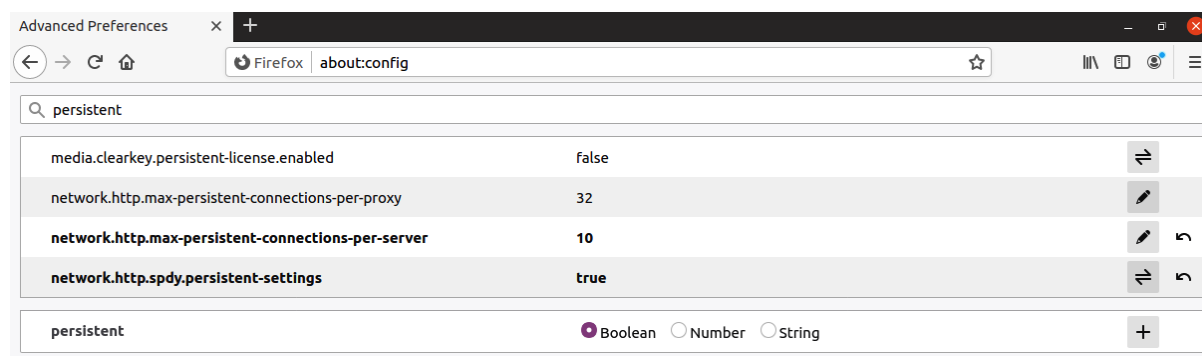 Advanced Preferences
Firefox about:config
persistent
media.clearkey.persistent-license.enabled false
network.http.max-persistent-connections-per-proxy 32
network.http.max-persistent-connections-per-server 10
network.http.spdy.persistent-settings true
persistent Boolean Number String